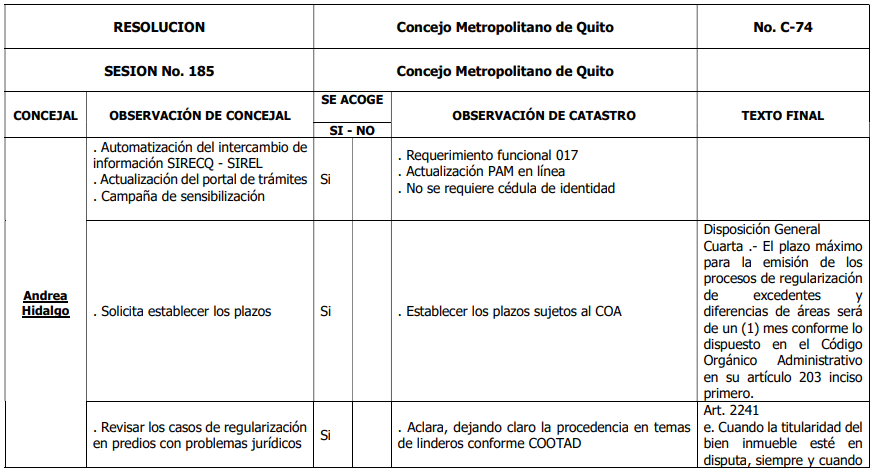 RESOLUCION
Concejo Metropolitano de Quito
No. C-74
SESION No. 185
Concejo Metropolitano de Quito
CONCEJAL
OBSERVACIÓN DE CONCEJAL
SE ACOGE
SI - NO
OBSERVACIÓN DE CATASTRO
TEXTO FINAL
Andrea
Hidalgo
. Automatización del intercambio de
información SIRECQ - SIREL
. Actualización del portal de trámites
. Campaña de sensibilización
Si
. Requerimiento funcional 017
. Actualización PAM en línea
. No se requiere cédula de identidad
. Solicita establecer los plazos
Si
. Establecer los plazos sujetos al COA
Disposición General
Cuarta .- El plazo máximo
para la emisión de los
procesos de regularización
de excedentes y
diferencias de áreas será
de un (1) mes conforme lo
dispuesto en el Código
Orgánico Administrativo
en su artículo 203 inciso
primero.
. Revisar los casos de regularización
en predios con problemas jurídicos
Si
. Aclara, dejando claro la procedencia en temas
de linderos conforme COOTAD
Art. 2241
e. Cuando la titularidad del
bien inmueble esté en
disputa, siempre y cuando